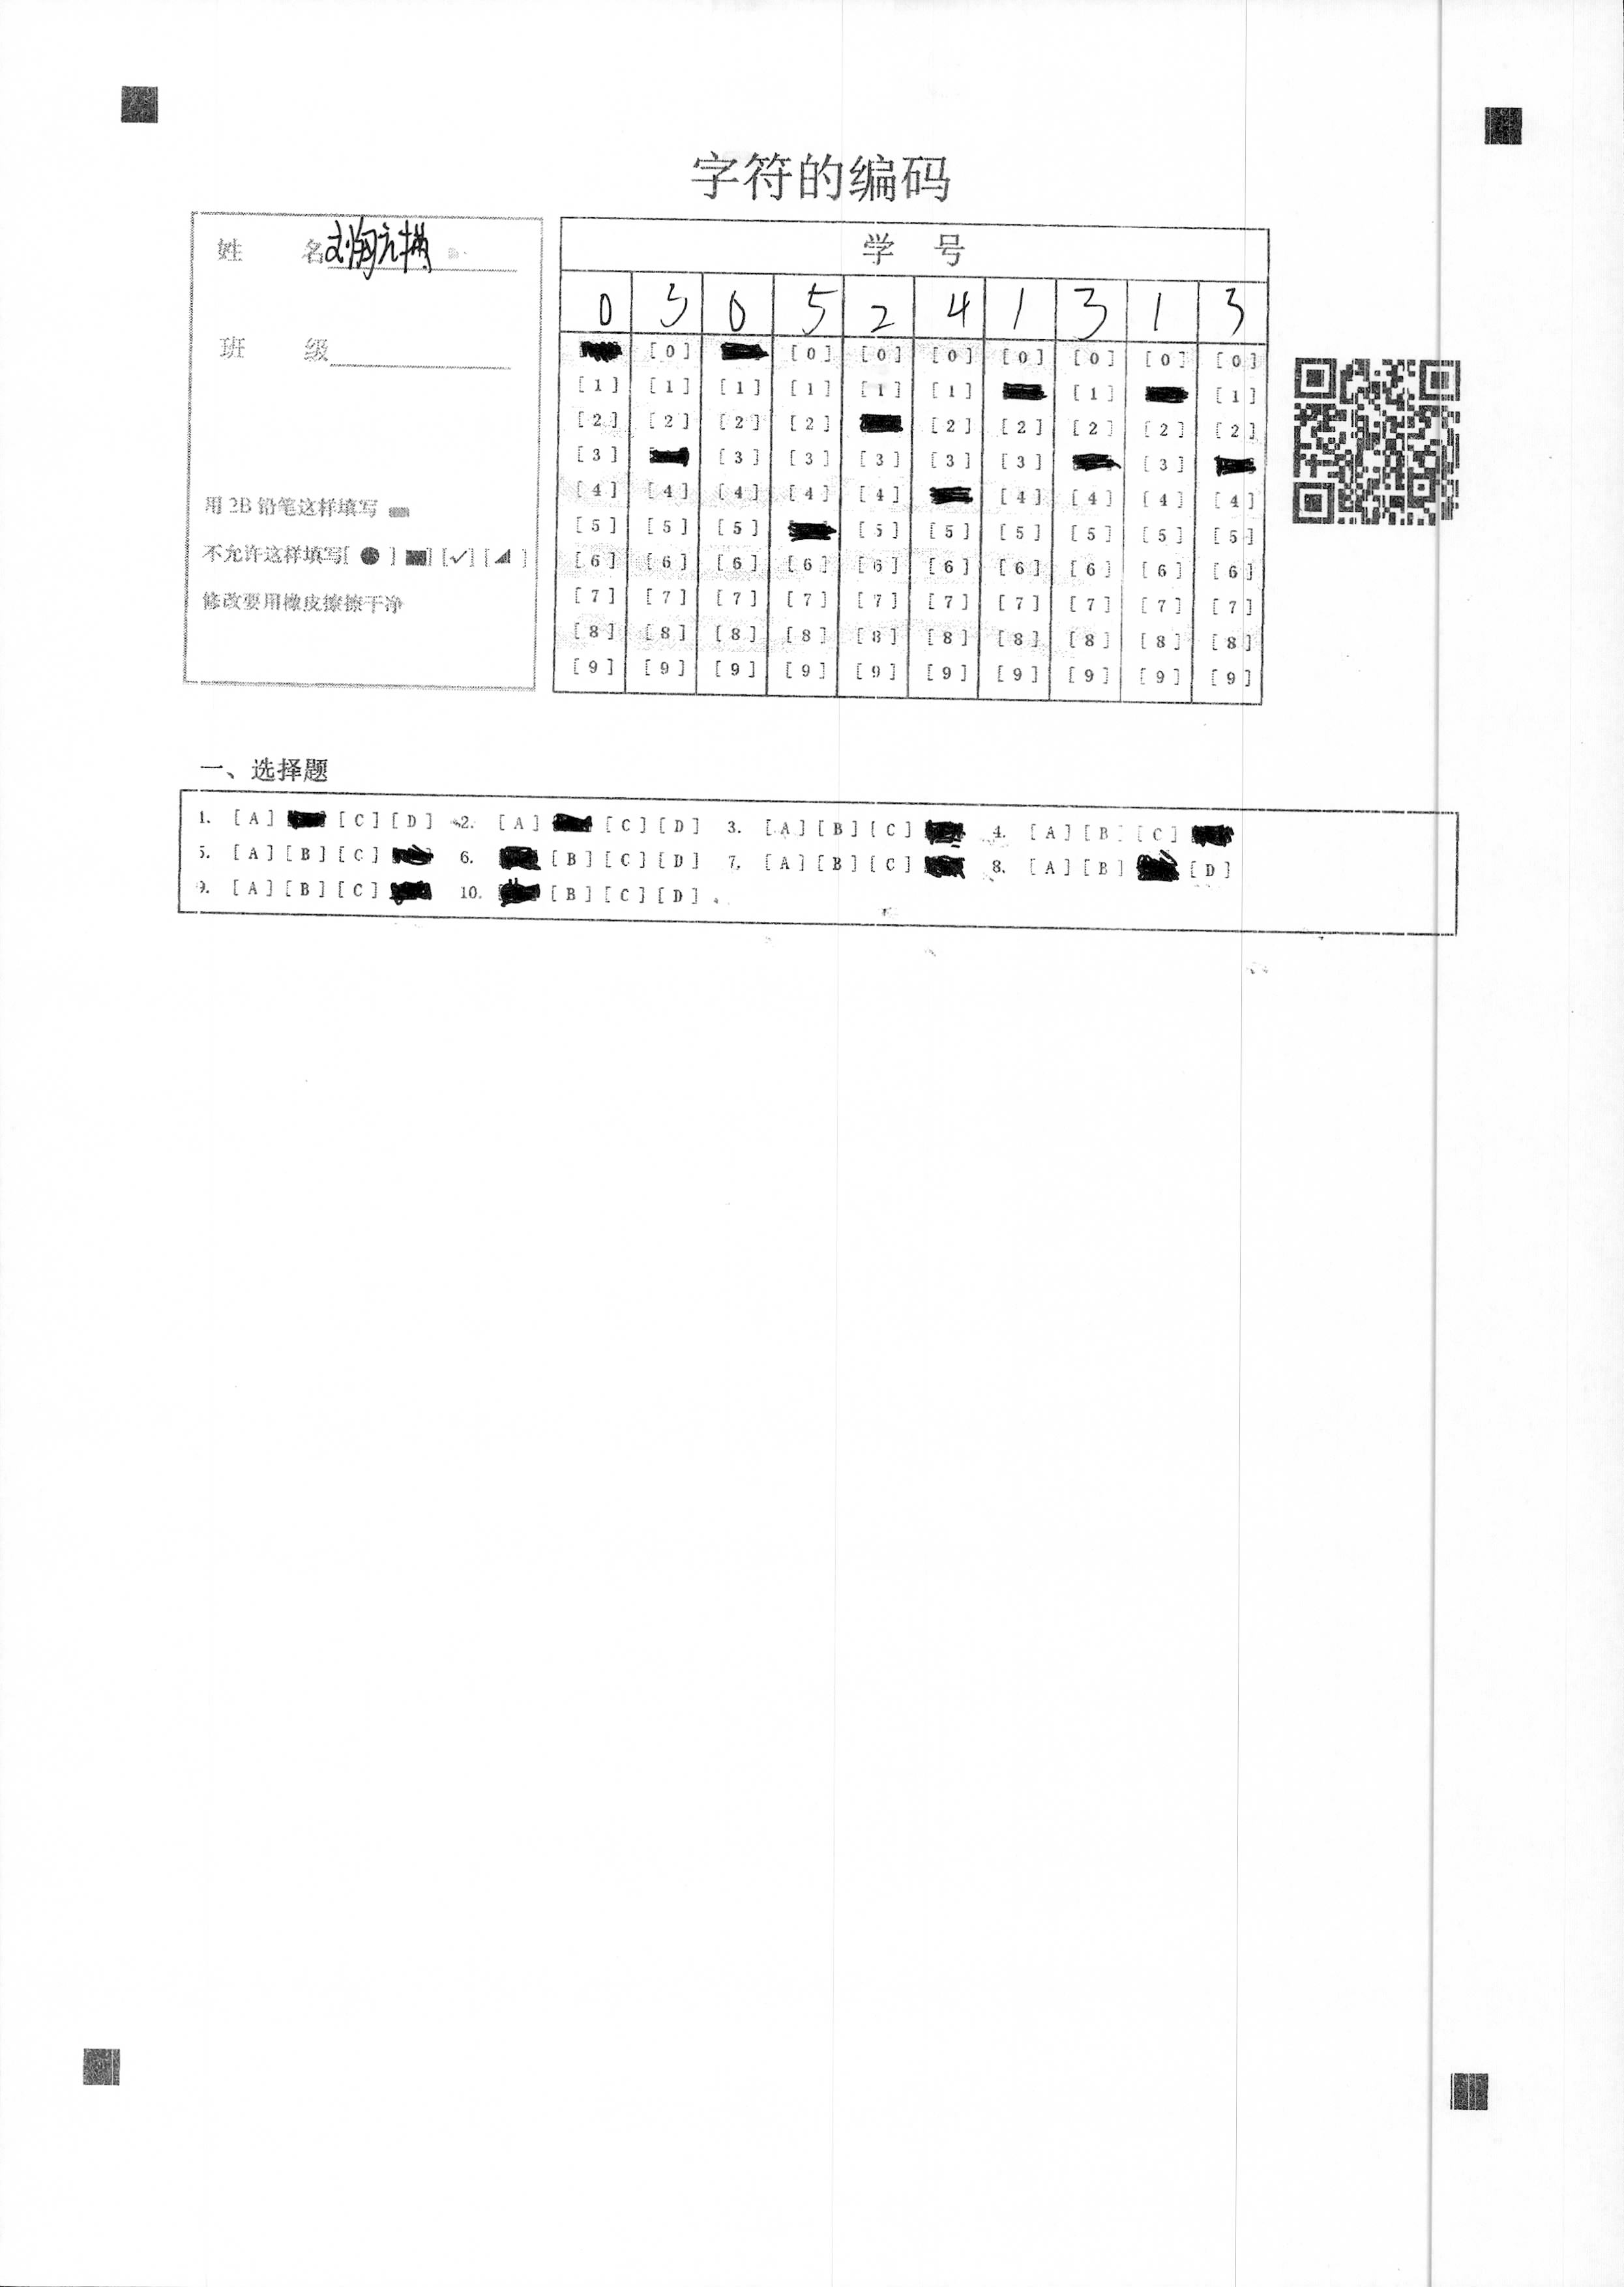 字符的编码
姓 名
班 级
用 2B 铅笔这样填写
不允许这样填写[ ● ] [■] [✓] [◢ ]
修改要用橡皮擦擦干净
学 号
0 3 0 5 2 4 1 3 1 3
[0] [0] [0] [0] [0] [0] [0] [0]
[1] [1] [1] [1] [1] [1] [1] [1]
[2] [2] [2] [2] [2] [2] [2] [2] [2]
[3] [3] [3] [3] [3] [3] [3]
[4] [4] [4] [4] [4] [4] [4] [4] [4]
[5] [5] [5] [5] [5] [5] [5] [5] [5]
[6] [6] [6] [6] [6] [6] [6] [6] [6] [6]
[7] [7] [7] [7] [7] [7] [7] [7] [7] [7]
[8] [8] [8] [8] [8] [8] [8] [8] [8] [8]
[9] [9] [9] [9] [9] [9] [9] [9] [9] [9]
一、选择题
1. [A] [C] [D] 2. [A] [C] [D] 3. [A] [B] [C] 4. [A] [B] [C]
5. [A] [B] [C] 6. [B] [C] [D] 7. [A] [B] [C] 8. [A] [B] [D]
9. [A] [B] [C] 10. [B] [C] [D]